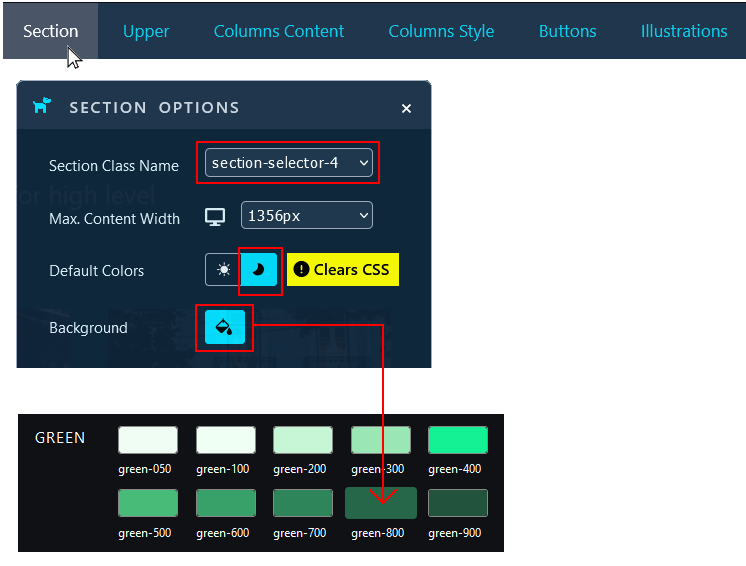 Section Upper Columns Content Columns Style Buttons Illustrations
SECTION OPTIONS ×
Section Class Name section-selector-4
or high level
Max. Content Width 1356px
Default Colors Clears CSS
Background
GREEN
green-050 green-100 green-200 green-300 green-400
green-500 green-600 green-700 green-800 green-900